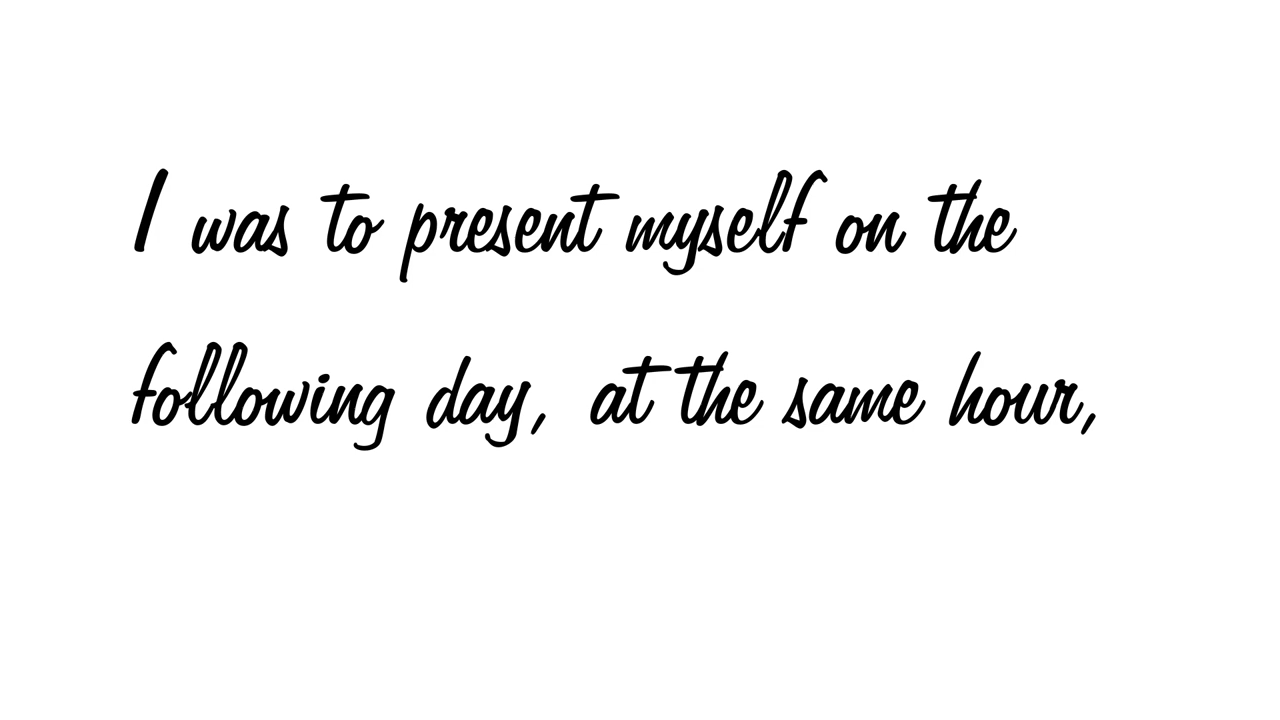 I was to present myself on the
following day, at the same hour,